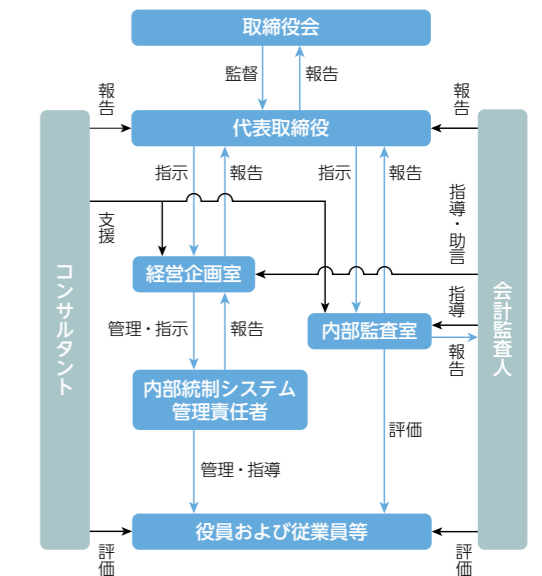 取締役会
監督
報告
報告
代表取締役
報告
指示
報告
指示
報告
支援
指導・助言
経営企画室
指導
内部監査室
管理・指示
報告
報告
コンサルタント
会計監査人
内部統制システム
管理責任者
評価
管理・指導
役員および従業員等
評価
評価